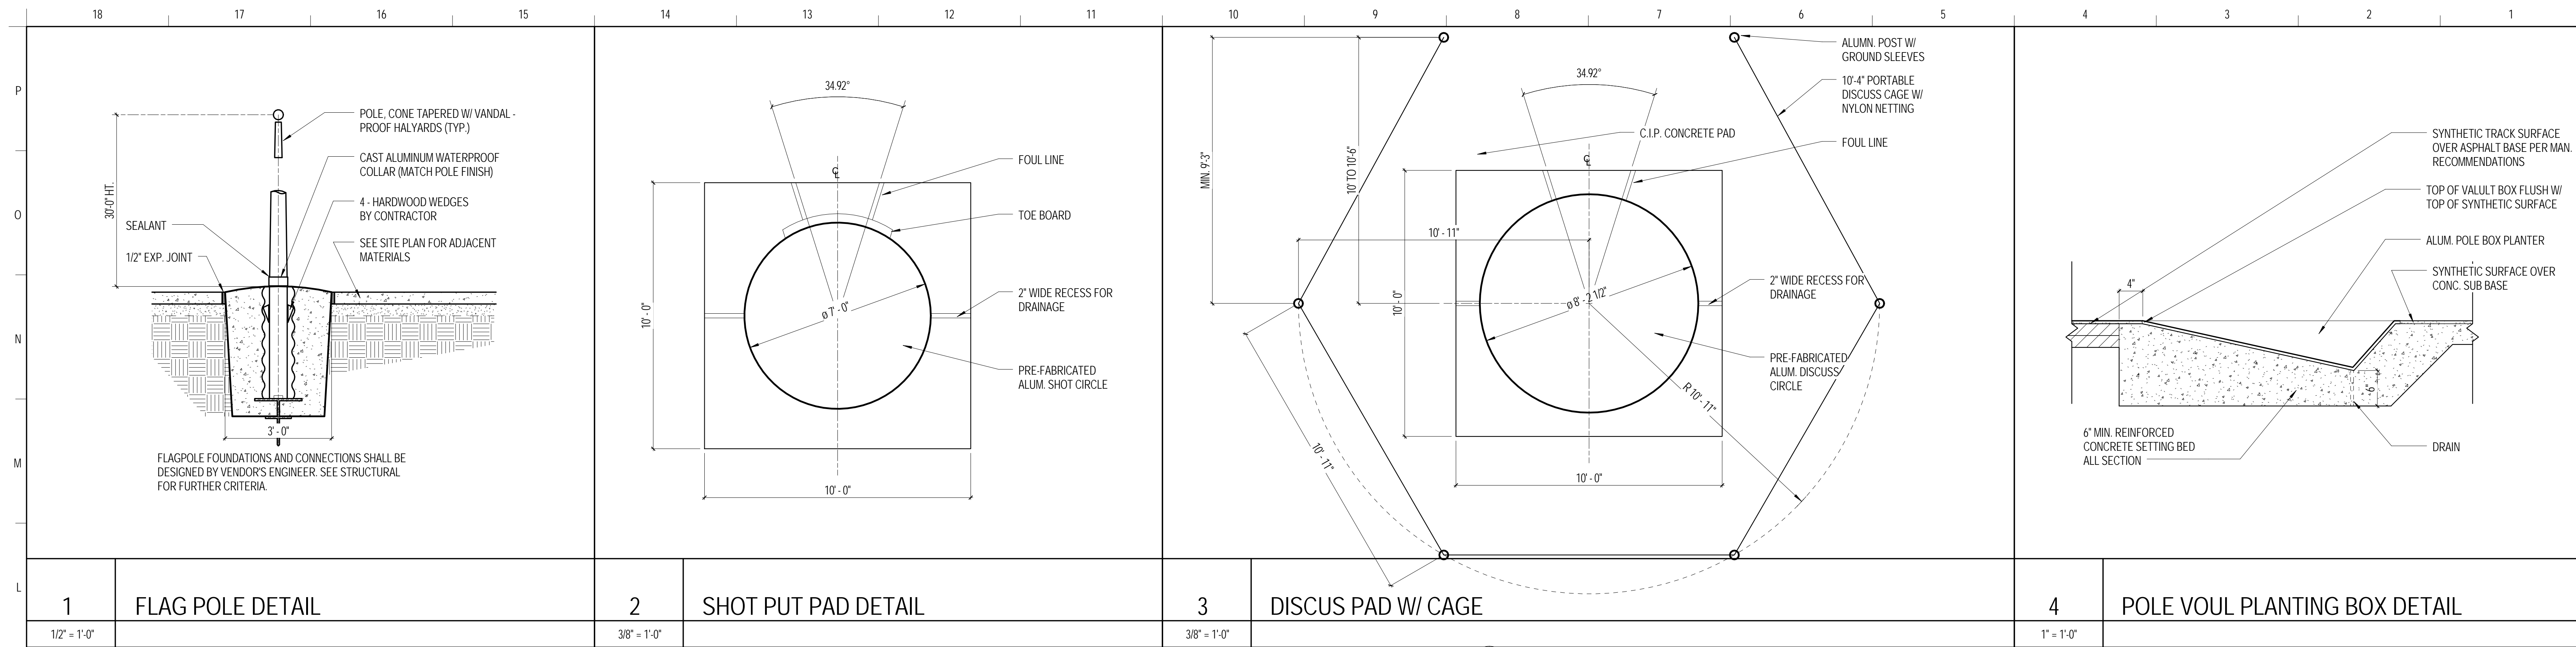 18 17 16 15 14 13 12 11 10 9 8 7 6 5 4 3 2 1
P
O
N
M
L
30'-0" HT.
POLE, CONE TAPERED W/ VANDAL -
PROOF HALYARDS (TYP.)
CAST ALUMINUM WATERPROOF
COLLAR (MATCH POLE FINISH)
4 - HARDWOOD WEDGES
BY CONTRACTOR
SEALANT
SEE SITE PLAN FOR ADJACENT
MATERIALS
1/2" EXP. JOINT
3' - 0"
FLAGPOLE FOUNDATIONS AND CONNECTIONS SHALL BE
DESIGNED BY VENDOR'S ENGINEER. SEE STRUCTURAL
FOR FURTHER CRITERIA.
1 FLAG POLE DETAIL
1/2" = 1'-0"
34.92°
FOUL LINE
℄
TOE BOARD
10' - 0"
2" WIDE RECESS FOR
DRAINAGE
ø 7' - 0"
PRE-FABRICATED
ALUM. SHOT CIRCLE
10' - 0"
2 SHOT PUT PAD DETAIL
3/8" = 1'-0"
ALUMN. POST W/
GROUND SLEEVES
34.92°
10'-4" PORTABLE
DISCUSS CAGE W/
NYLON NETTING
C.I.P. CONCRETE PAD
FOUL LINE
℄
MIN. 9'-3"
10' TO 10'-6"
10' - 11"
2" WIDE RECESS FOR
DRAINAGE
10' - 0"
ø 8' - 2 1/2"
PRE-FABRICATED
ALUM. DISCUSS
CIRCLE
R 10' - 11"
10' - 11"
10' - 0"
3 DISCUS PAD W/ CAGE
3/8" = 1'-0"
SYNTHETIC TRACK SURFACE
OVER ASPHALT BASE PER MAN.
RECOMMENDATIONS
TOP OF VALULT BOX FLUSH W/
TOP OF SYNTHETIC SURFACE
ALUM. POLE BOX PLANTER
SYNTHETIC SURFACE OVER
CONC. SUB BASE
4"
6"
6" MIN. REINFORCED
CONCRETE SETTING BED
ALL SECTION
DRAIN
4 POLE VOUL PLANTING BOX DETAIL
1" = 1'-0"